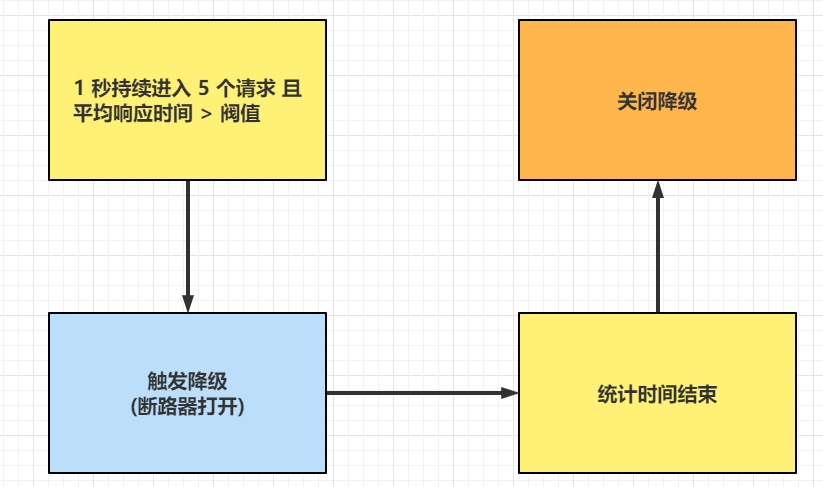 1 秒持续进入 5 个请求 且
平均响应时间 > 阀值
触发降级
(断路器打开)
统计时间结束
关闭降级